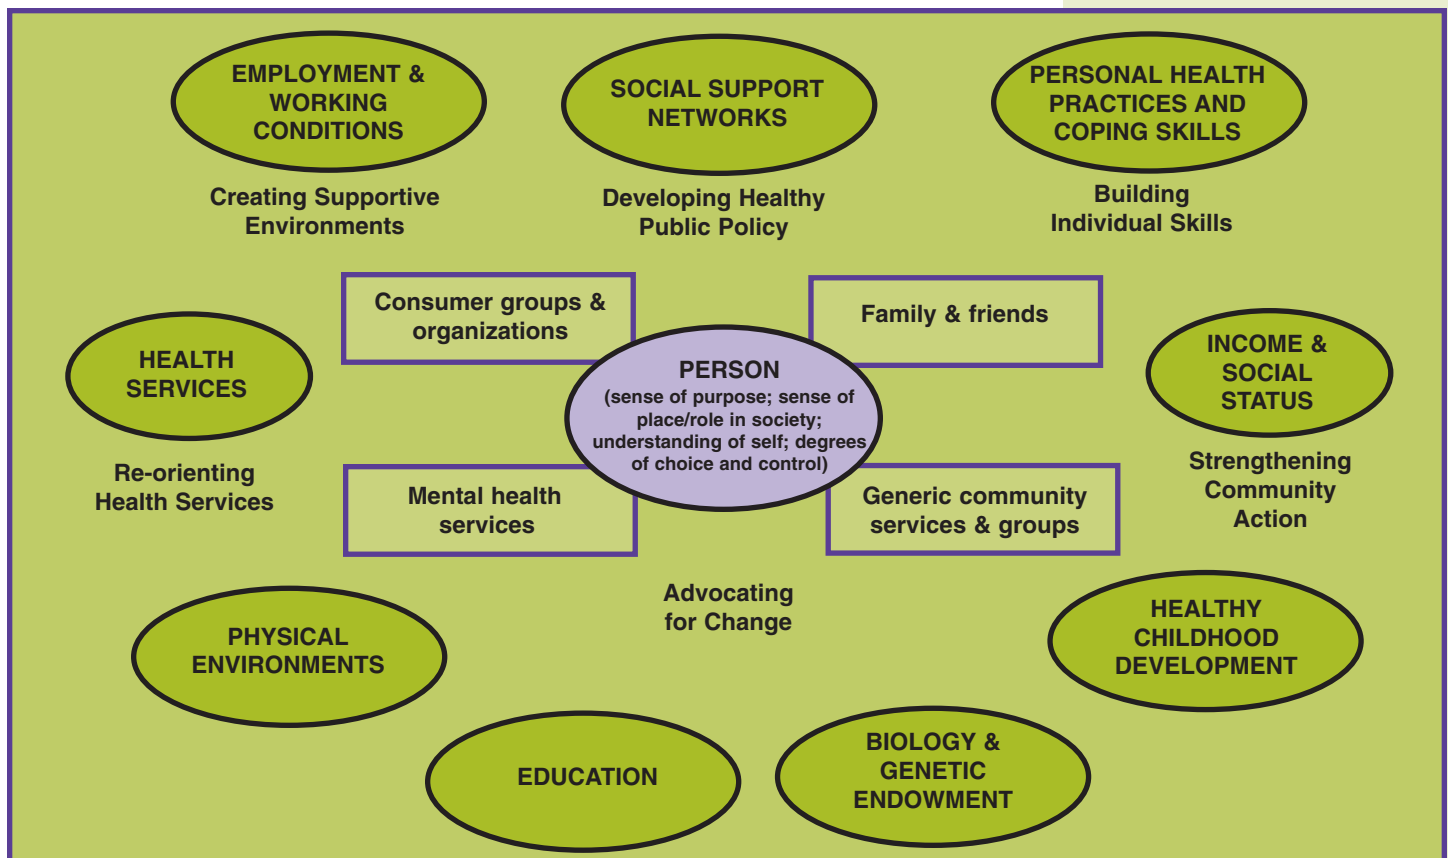 EMPLOYMENT &
WORKING
CONDITIONS
SOCIAL SUPPORT
NETWORKS
PERSONAL HEALTH
PRACTICES AND
COPING SKILLS
Creating Supportive
Environments
Developing Healthy
Public Policy
Building
Individual Skills
Consumer groups &
organizations
Family & friends
HEALTH
SERVICES
PERSON
(sense of purpose; sense of
place/role in society;
understanding of self; degrees
of choice and control)
INCOME &
SOCIAL
STATUS
Re-orienting
Health Services
Mental health
services
Generic community
services & groups
Strengthening
Community
Action
Advocating
for Change
PHYSICAL
ENVIRONMENTS
HEALTHY
CHILDHOOD
DEVELOPMENT
EDUCATION
BIOLOGY &
GENETIC
ENDOWMENT